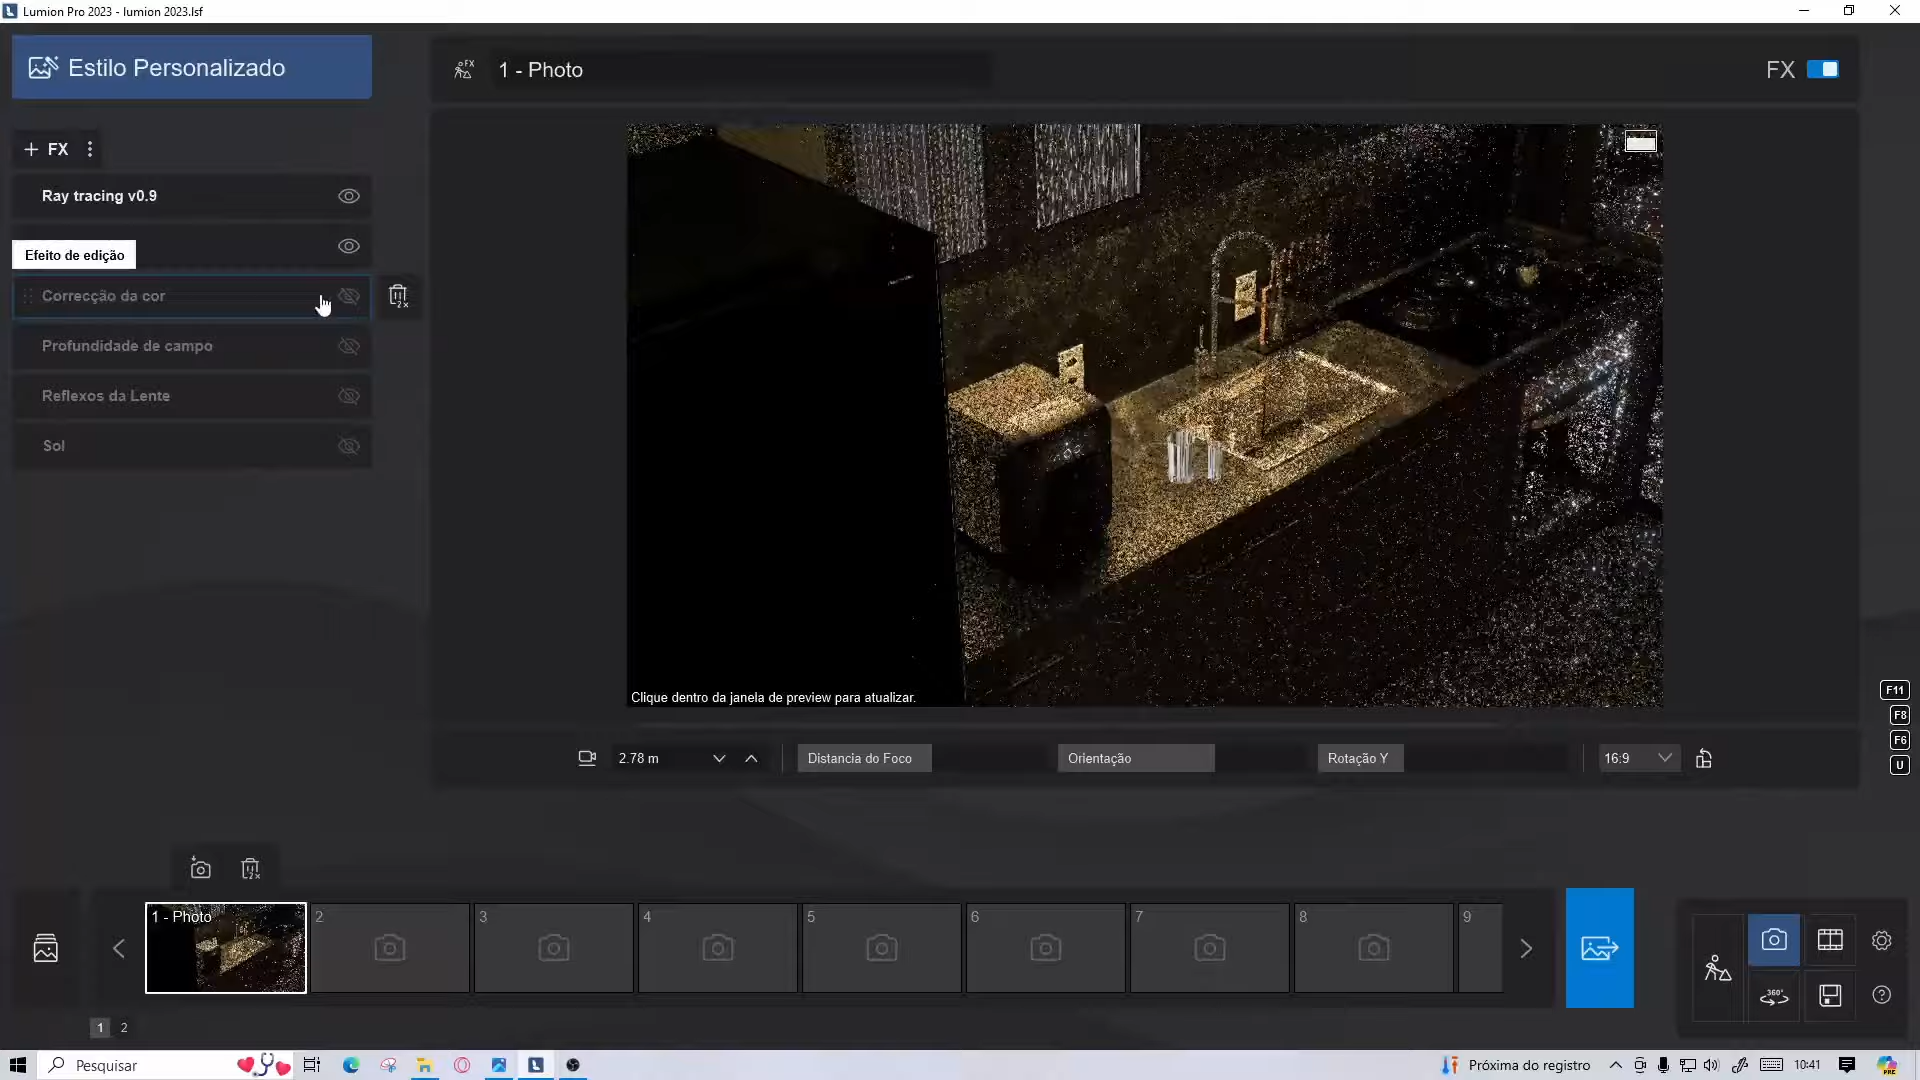 Lumion Pro 2023 - lumion 2023.lsf
Estilo Personalizado
1 - Photo
FX
+ FX
Ray tracing v0.9
Efeito de edição
Correcção da cor
Profundidade de campo
Reflexos da Lente
Sol
Clique dentro da janela de preview para atualizar.
F11
F8
F6
U
2.78 m
Distancia do Foco
Orientação
Rotação Y
16:9
1 - Photo
2
3
4
5
6
7
8
9
360°
1
2
Pesquisar
Próxima do registro
10:41
PRE